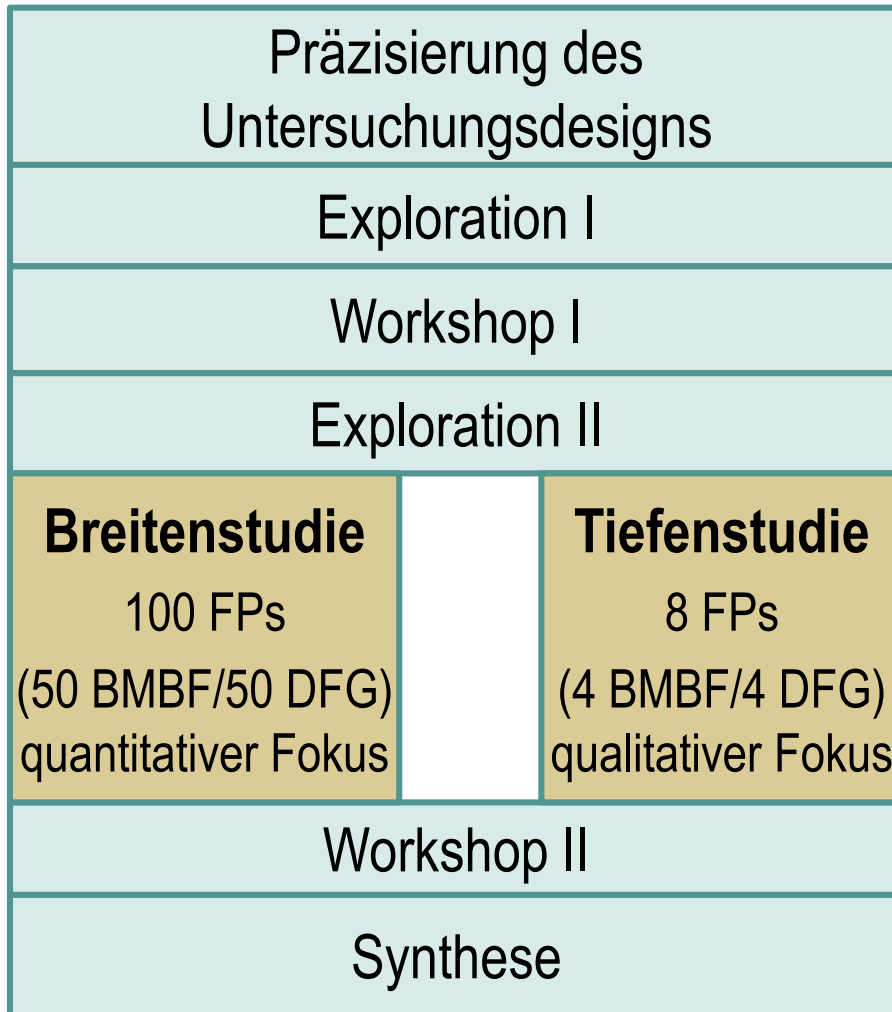 Präzisierung des
Untersuchungsdesigns
Exploration I
Workshop I
Exploration II
Breitenstudie
100 FPs
(50 BMBF/50 DFG)
quantitativer Fokus
Tiefenstudie
8 FPs
(4 BMBF/4 DFG)
qualitativer Fokus
Workshop II
Synthese